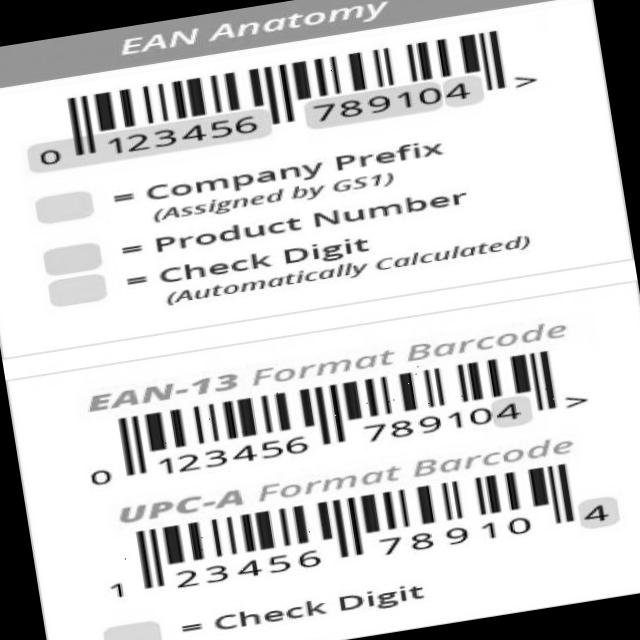 EAN Anatomy
0 123456 789104 >
= Company Prefix
(Assigned by GS1)
= Product Number
= Check Digit
(Automatically Calculated)
EAN-13 Format Barcode
0 123456 789104 >
UPC-A Format Barcode
1 23456 78910 4
= Check Digit